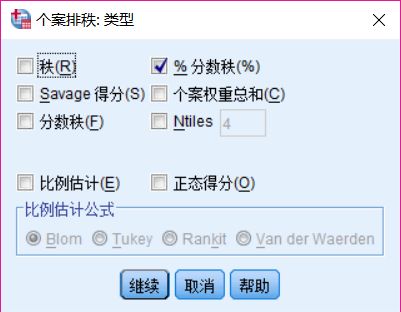 个案排秩: 类型
秩(R) % 分数秩(%)
Savage 得分(S) 个案权重总和(C)
分数秩(F) Ntiles 4
比例估计(E) 正态得分(O)
比例估计公式
Blom Tukey Rankit Van der Waerden
继续 取消 帮助